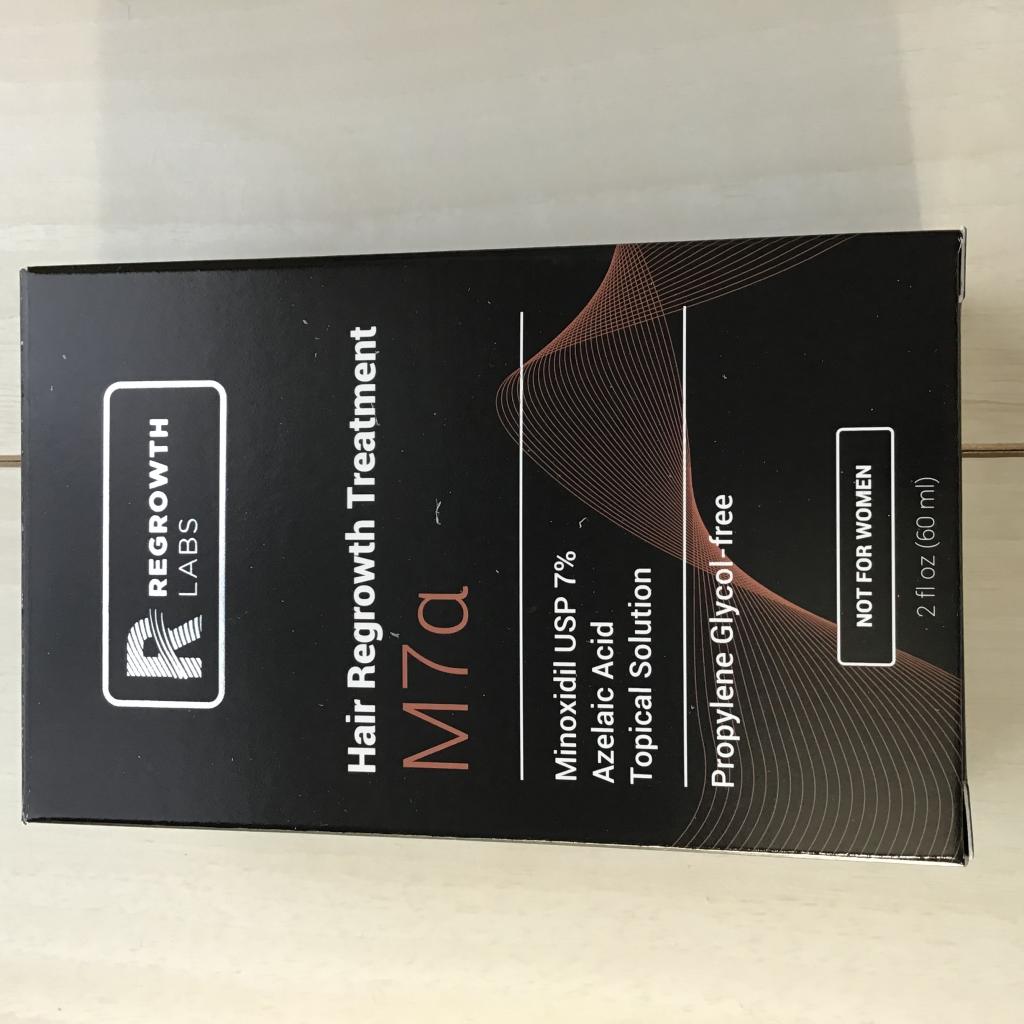 REGROWTH
LABS
Hair Regrowth Treatment
M7a
Minoxidil USP 7%
Azelaic Acid
Topical Solution
Propylene Glycol-free
NOT FOR WOMEN
2 fl oz (60 ml)